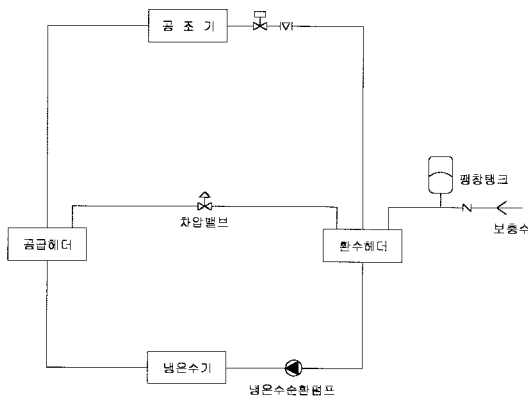 공 조 기
팽창탱크
차압밸브
보충수
공급헤더
환수헤더
냉온수기
냉온수순환펌프